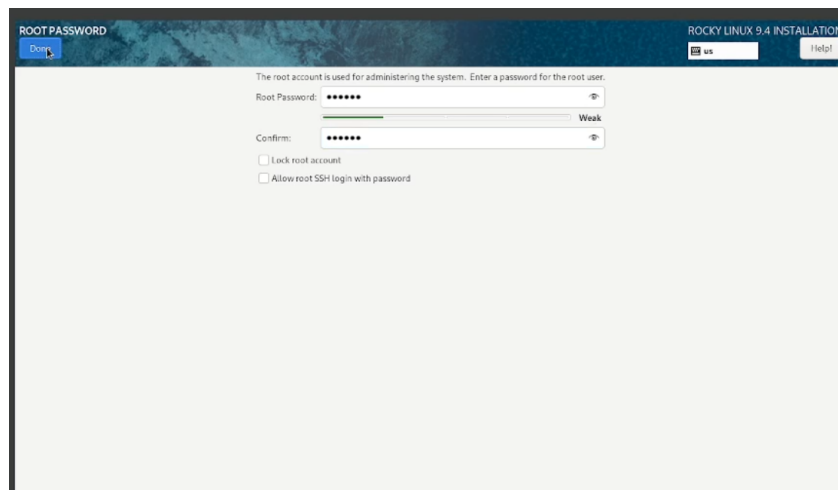 ROOT PASSWORD
ROCKY LINUX 9.4 INSTALLATION
Done
us
Help!
The root account is used for administering the system. Enter a password for the root user.
Root Password: ••••••
Weak
Confirm: ••••••
Lock root account
Allow root SSH login with password